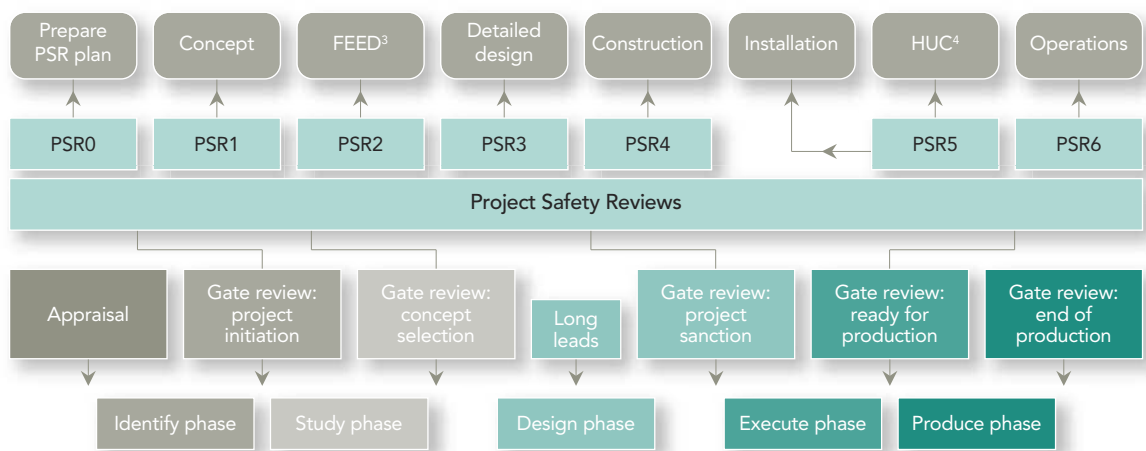 Prepare
PSR plan
Concept
FEED³
Detailed
design
Construction
Installation
HUC⁴
Operations
PSR0
PSR1
PSR2
PSR3
PSR4
PSR5
PSR6
Project Safety Reviews
Appraisal
Gate review:
project
initiation
Gate review:
concept
selection
Long
leads
Gate review:
project
sanction
Gate review:
ready for
production
Gate review:
end of
production
Identify phase
Study phase
Design phase
Execute phase
Produce phase